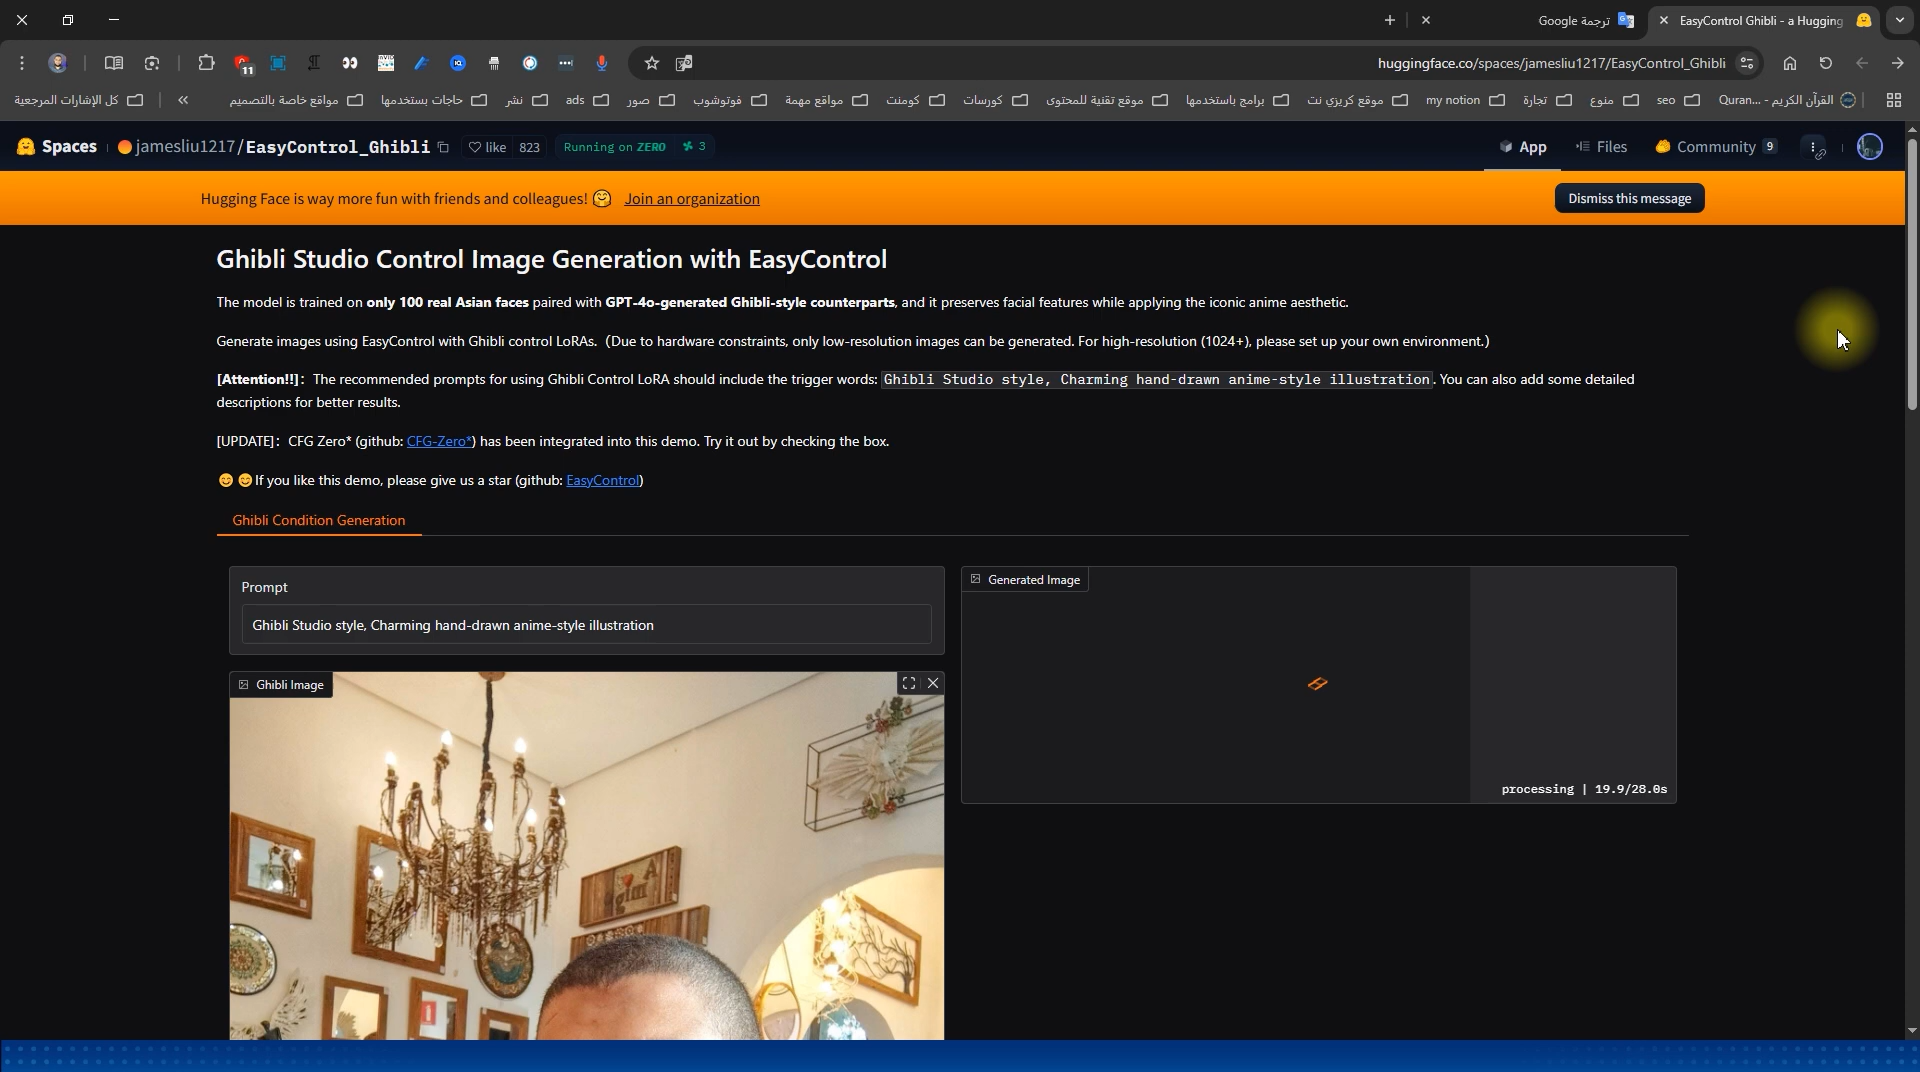 ترجمة Google
EasyControl Ghibli - a Hugging
11
huggingface.co/spaces/jamesliu1217/EasyControl_Ghibli
كل الإشارات المرجعية
مواقع خاصة بالتصميم
حاجات بستخدمها
نشر
ads
صور
فوتوشوب
مواقع مهمة
كومنت
كورسات
موقع تقنية للمحتوى
برامج باستخدمها
موقع كريزي نت
my notion
تجارة
منوع
seo
القرآن الكريم - ...Quran
Spaces
jamesliu1217/EasyControl_Ghibli
like 823
Running on ZERO 3
App
Files
Community 9
Hugging Face is way more fun with friends and colleagues! 🤗 Join an organization
Dismiss this message
Ghibli Studio Control Image Generation with EasyControl
The model is trained on only 100 real Asian faces paired with GPT-4o-generated Ghibli-style counterparts, and it preserves facial features while applying the iconic anime aesthetic.
Generate images using EasyControl with Ghibli control LoRAs.（Due to hardware constraints, only low-resolution images can be generated. For high-resolution (1024+), please set up your own environment.）
[Attention!!]：The recommended prompts for using Ghibli Control LoRA should include the trigger words: Ghibli Studio style, Charming hand-drawn anime-style illustration. You can also add some detailed
descriptions for better results.
[UPDATE]：CFG Zero* (github: CFG-Zero*) has been integrated into this demo. Try it out by checking the box.
😊😊If you like this demo, please give us a star (github: EasyControl)
Ghibli Condition Generation
Prompt
Ghibli Studio style, Charming hand-drawn anime-style illustration
Generated Image
processing | 19.9/28.0s
Ghibli Image